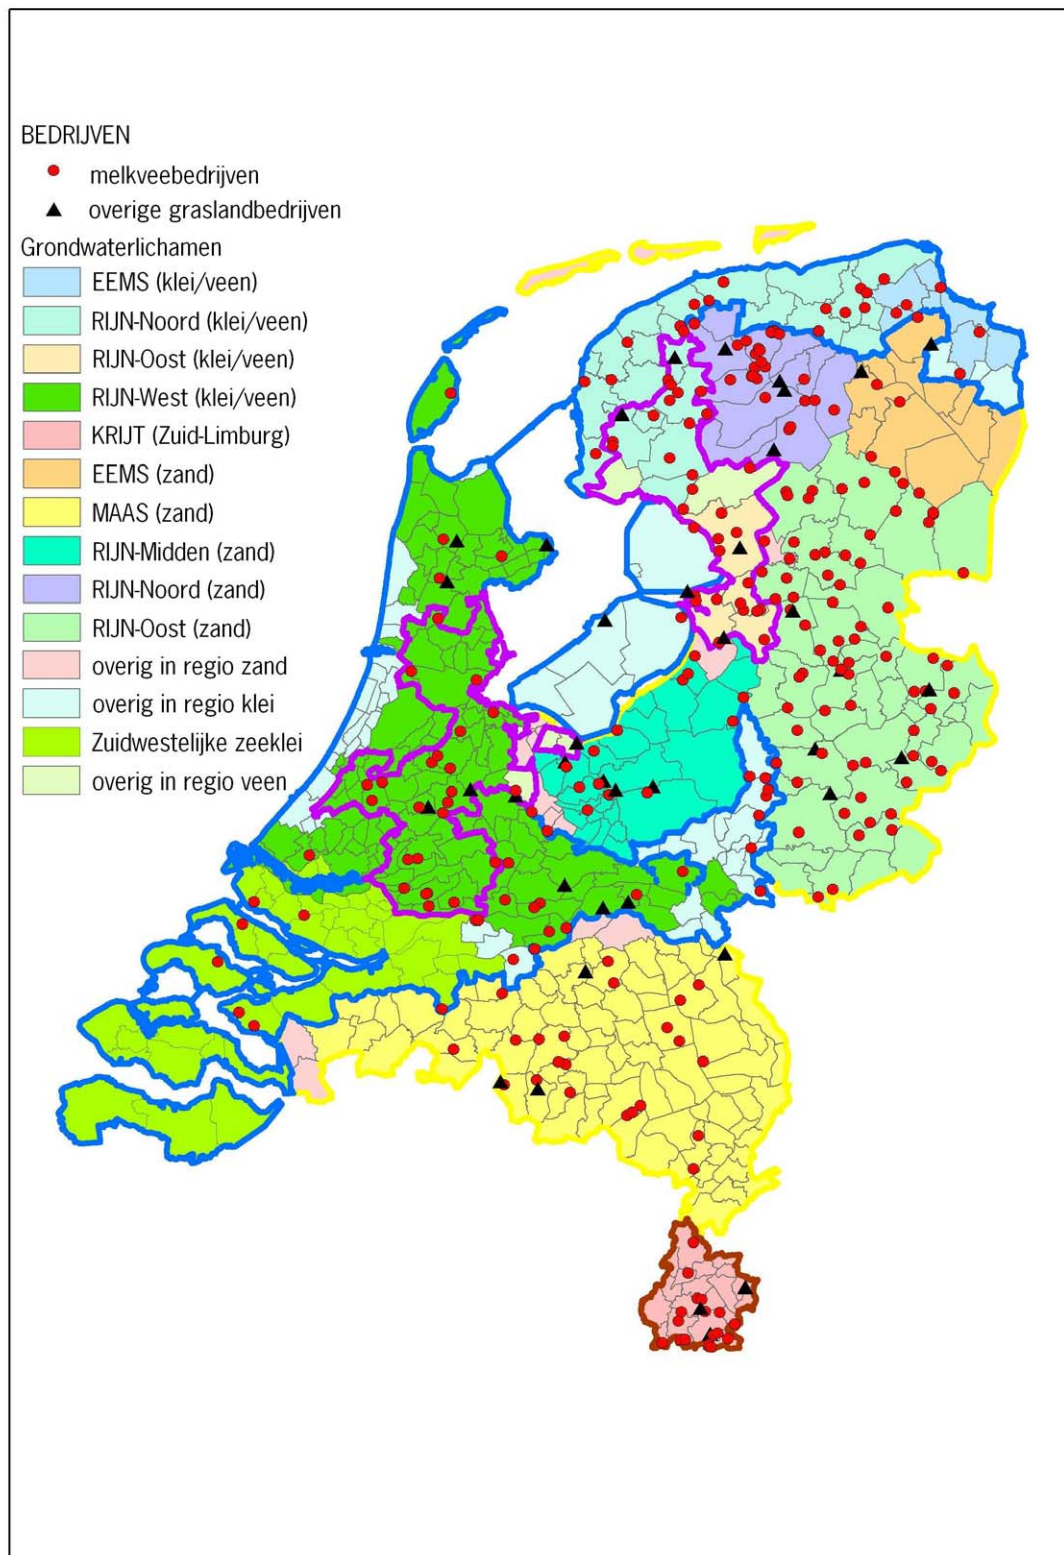 BEDRIJVEN
melkveebedrijven
overige graslandbedrijven
Grondwaterlichamen
EEMS (klei/veen)
RIJN-Noord (klei/veen)
RIJN-Oost (klei/veen)
RIJN-West (klei/veen)
KRIJT (Zuid-Limburg)
EEMS (zand)
MAAS (zand)
RIJN-Midden (zand)
RIJN-Noord (zand)
RIJN-Oost (zand)
overig in regio zand
overig in regio klei
Zuidwestelijke zeeklei
overig in regio veen